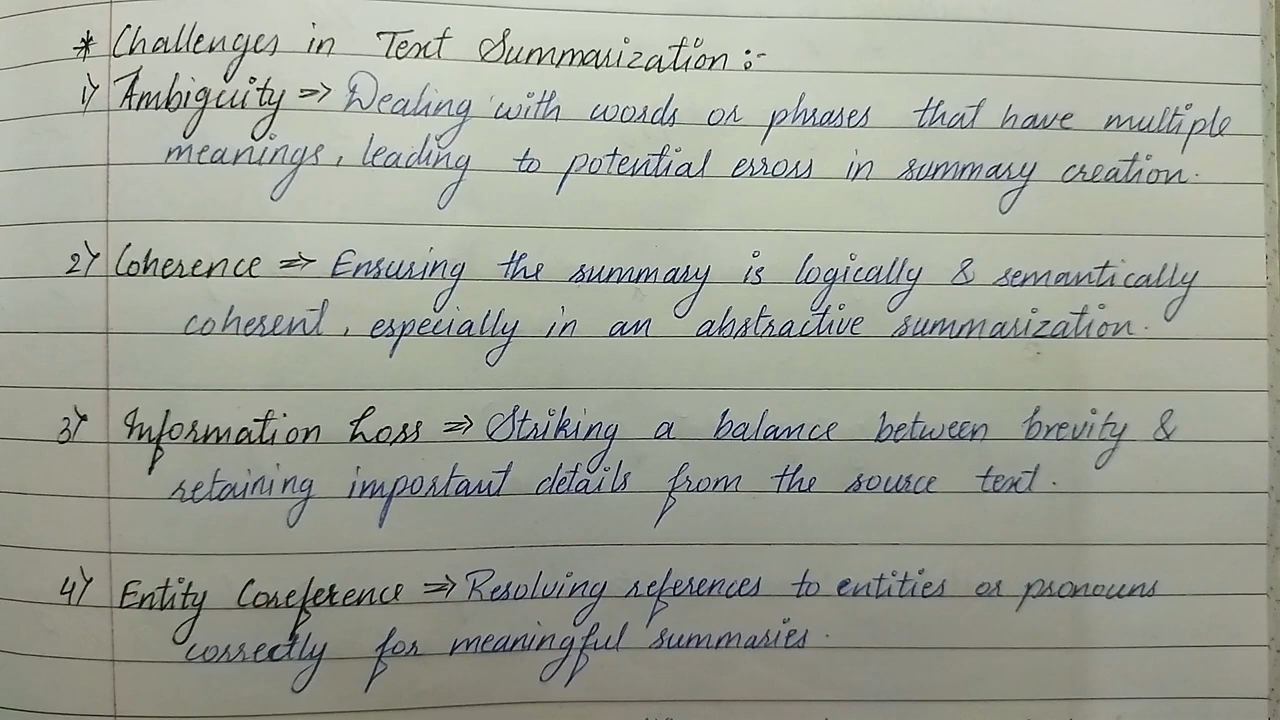 * Challenges in Text Summarization :-
1) Ambiguity => Dealing with words or phrases that have multiple
meanings, leading to potential errors in summary creation.
2) Coherence => Ensuring the summary is logically & semantically
coherent, especially in an abstractive summarization.
3) Information Loss => Striking a balance between brevity &
retaining important details from the source text.
4) Entity Coreference => Resolving references to entities or pronouns
correctly for meaningful summaries.